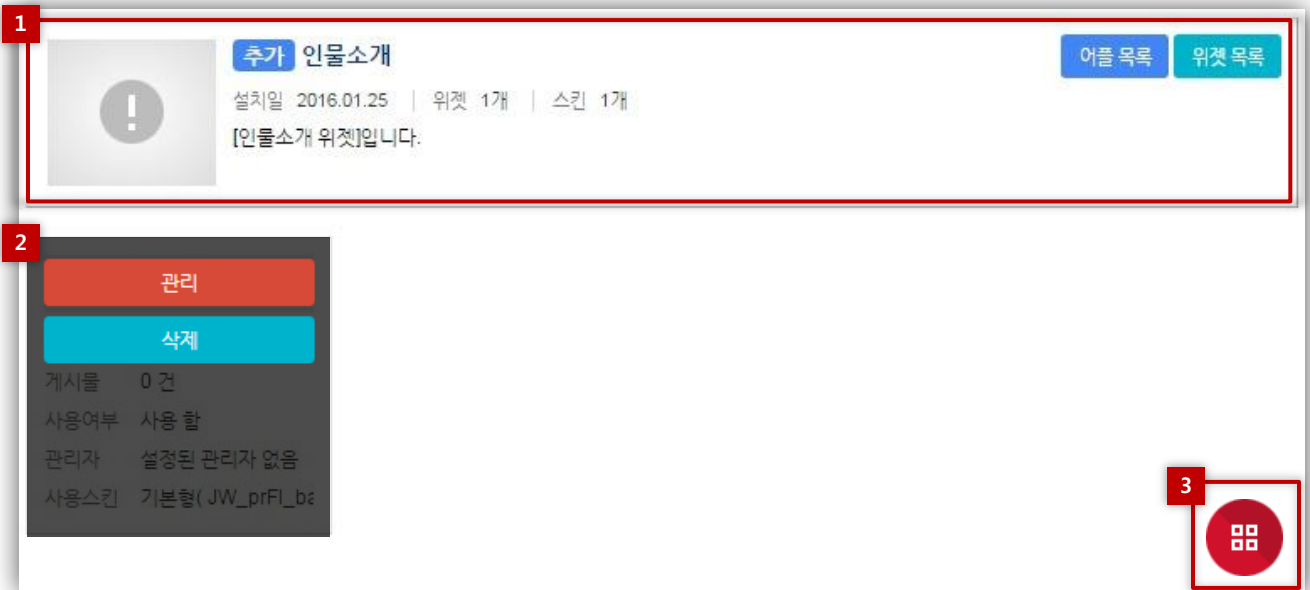 1
추가 인물소개
어플 목록 위젯 목록
설치일 2016.01.25 | 위젯 1개 | 스킨 1개
[인물소개 위젯]입니다.
2
관리
삭제
게시물 0 건
사용여부 사용 함
관리자 설정된 관리자 없음
사용스킨 기본형( JW_prFl_ba
3